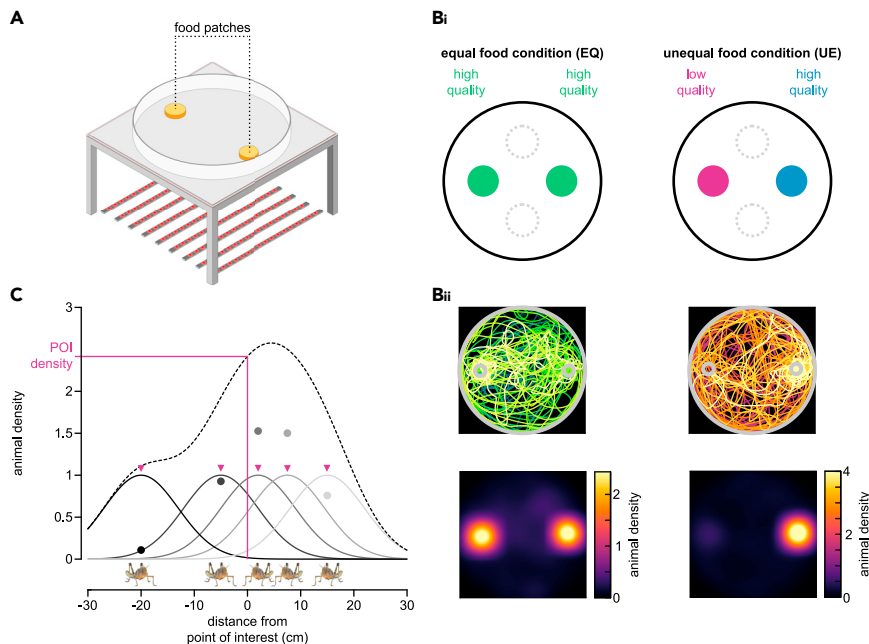 A
food patches
Bi
equal food condition (EQ)
high quality
high quality
unequal food condition (UE)
low quality
high quality
C
3
2
1.5
1
0.5
0
POI density
animal density
-30
-20
-10
0
10
20
30
distance from
point of interest (cm)
Bii
2
1
0
animal density
4
3
2
1
0
animal density